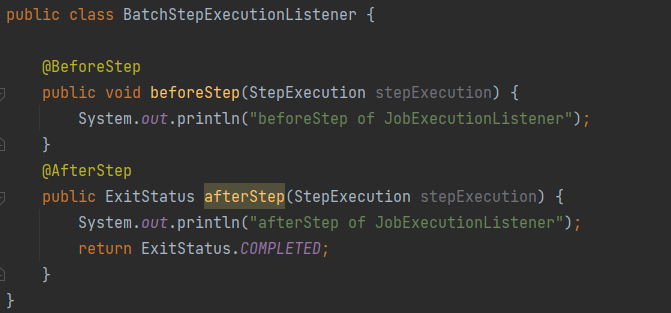 public class BatchStepExecutionListener {
@BeforeStep
public void beforeStep(StepExecution stepExecution) {
System.out.println("beforeStep of JobExecutionListener");
}
@AfterStep
public ExitStatus afterStep(StepExecution stepExecution) {
System.out.println("afterStep of JobExecutionListener");
return ExitStatus.COMPLETED;
}
}